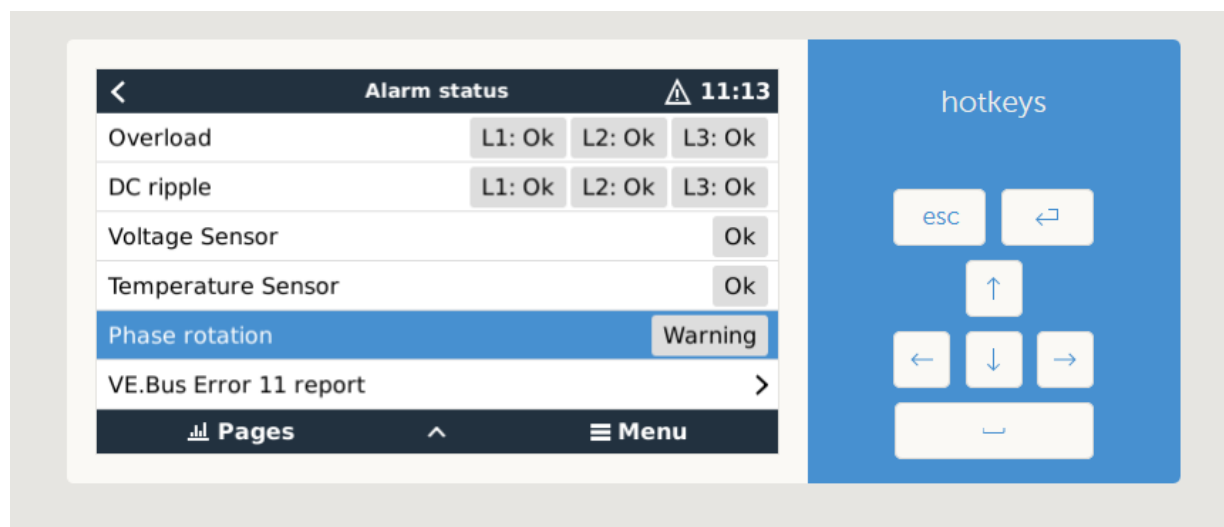 Alarm status 11:13
Overload L1: Ok L2: Ok L3: Ok
DC ripple L1: Ok L2: Ok L3: Ok
Voltage Sensor Ok
Temperature Sensor Ok
Phase rotation Warning
VE.Bus Error 11 report
Pages Menu
hotkeys
esc